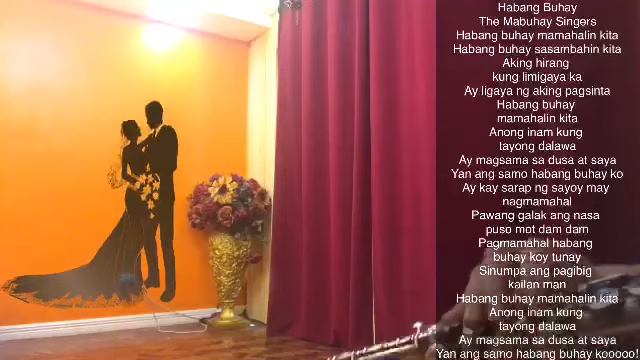 Habang Buhay
The Mabuhay Singers
Habang buhay mamahalin kita
Habang buhay sasambahin kita
Aking hirang
kung limigaya ka
Ay ligaya ng aking pagsinta
Habang buhay
mamahalin kita
Anong inam kung
tayong dalawa
Ay magsama sa dusa at saya
Yan ang samo habang buhay ko
Ay kay sarap ng sayoy may
nagmamahal
Pawang galak ang nasa
puso mot dam dam
Pagmamahal habang
buhay koy tunay
Sinumpa ang pagibig
kailan man
Habang buhay mamahalin kita
Anong inam kung
tayong dalawa
Ay magsama sa dusa at saya
Yan ang samo habang buhay kooooo!